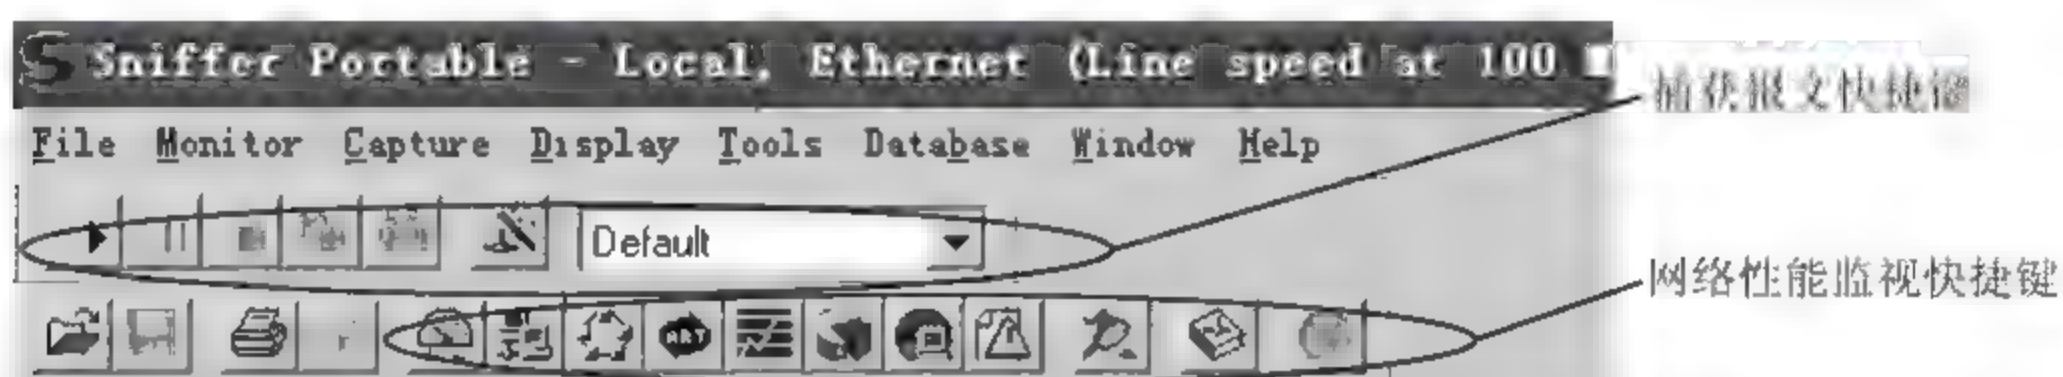 Sniffer Portable - Local, Ethernet (Line speed at 100
捕获报文快捷键
File Monitor Capture Display Tools Database Window Help
Default
网络性能监视快捷键
ART